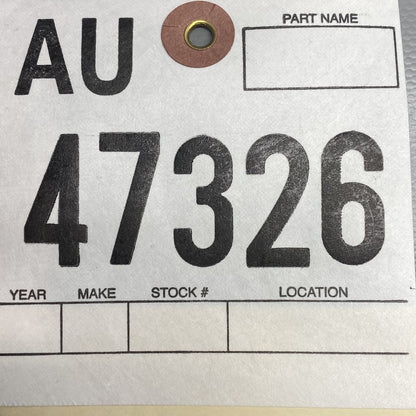 AU PART NAME
47326
YEAR MAKE STOCK # LOCATION